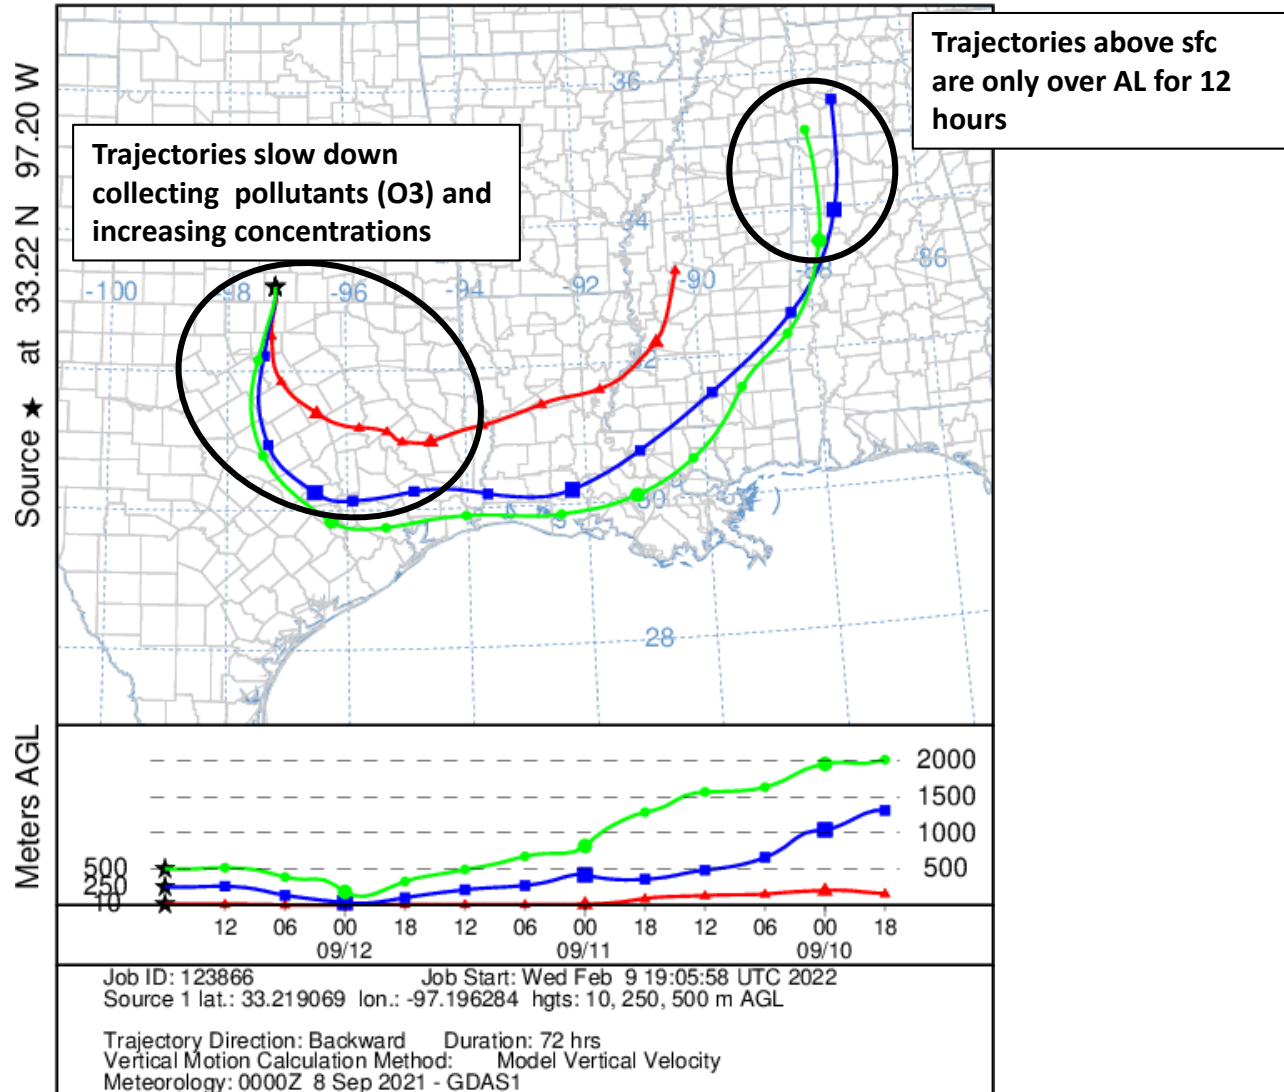 Trajectories above sfc
are only over AL for 12
hours
Trajectories slow down
collecting pollutants (O3) and
increasing concentrations
Source ★ at 33.22 N 97.20 W
36
34
-100
-98
-96
-94
-92
-90
-88
-86
30
28
Meters AGL
2000
1500
1000
500
500
250
10
12 06 00 18 12 06 00 18 12 06 00 18
09/12 09/11 09/10
Job ID: 123866 Job Start: Wed Feb 9 19:05:58 UTC 2022
Source 1 lat.: 33.219069 lon.: -97.196284 hgts: 10, 250, 500 m AGL
Trajectory Direction: Backward Duration: 72 hrs
Vertical Motion Calculation Method: Model Vertical Velocity
Meteorology: 0000Z 8 Sep 2021 - GDAS1